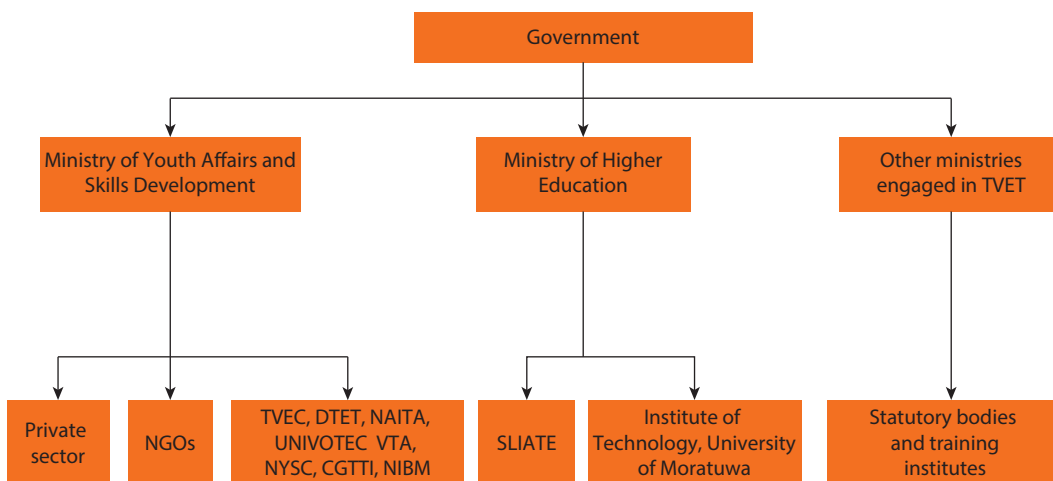 Government
Ministry of Youth Affairs and
Skills Development
Ministry of Higher
Education
Other ministries
engaged in TVET
Private
sector
NGOs
TVEC, DTET, NAITA,
UNIVOTEC VTA,
NYSC, CGTTI, NIBM
SLIATE
Institute of
Technology, University
of Moratuwa
Statutory bodies
and training
institutes